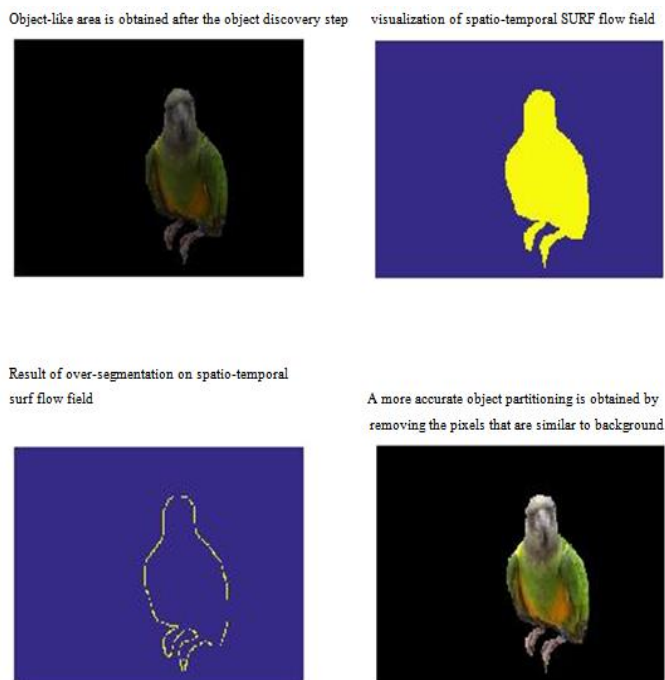 Object-like area is obtained after the object discovery step
visualization of spatio-temporal SURF flow field
Result of over-segmentation on spatio-temporal
surf flow field
A more accurate object partitioning is obtained by
removing the pixels that are similar to background